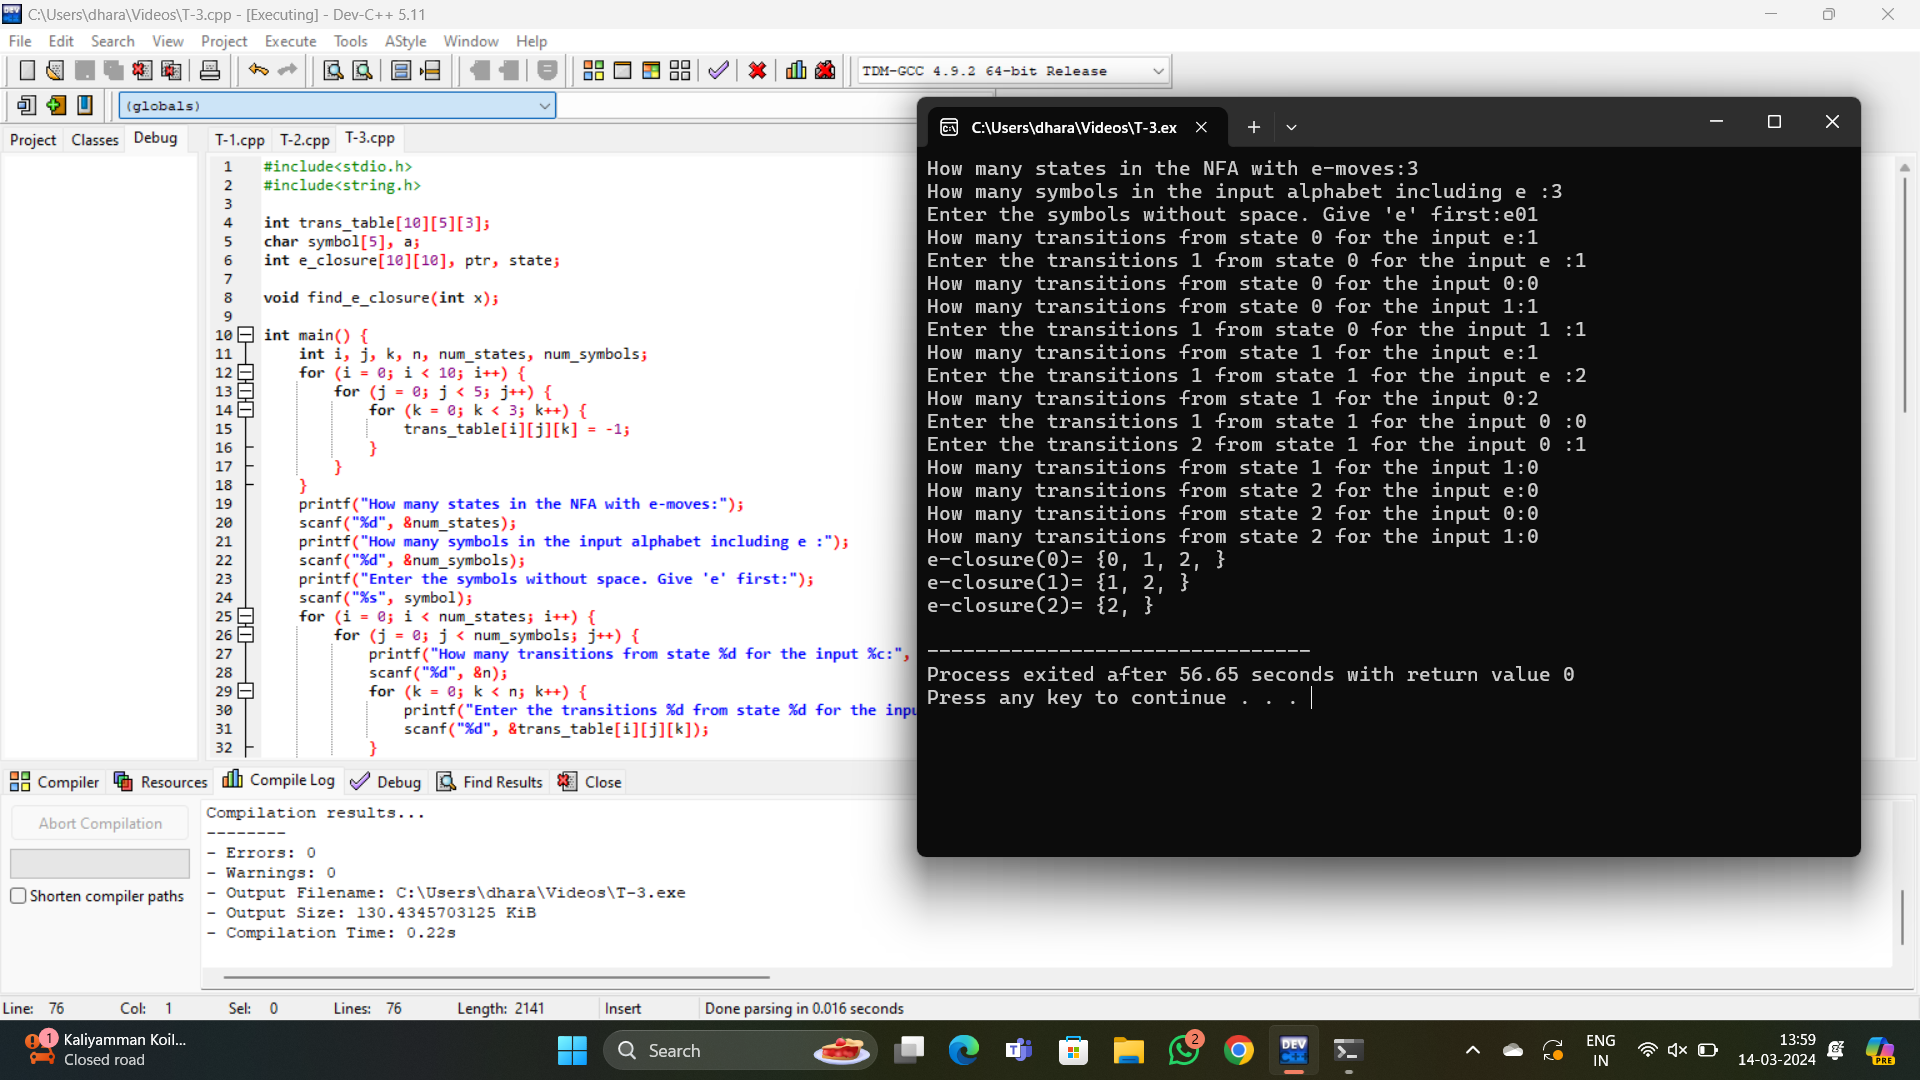 C:\Users\dhara\Videos\T-3.cpp - [Executing] - Dev-C++ 5.11
File Edit Search View Project Execute Tools AStyle Window Help
TDM-GCC 4.9.2 64-bit Release
(globals)
Project Classes Debug
T-1.cpp T-2.cpp T-3.cpp
1 #include<stdio.h>
2 #include<string.h>
3
4 int trans_table[10][5][3];
5 char symbol[5], a;
6 int e_closure[10][10], ptr, state;
7
8 void find_e_closure(int x);
9
10 int main() {
11 int i, j, k, n, num_states, num_symbols;
12 for (i = 0; i < 10; i++) {
13 for (j = 0; j < 5; j++) {
14 for (k = 0; k < 3; k++) {
15 trans_table[i][j][k] = -1;
16 }
17 }
18 }
19 printf("How many states in the NFA with e-moves:");
20 scanf("%d", &num_states);
21 printf("How many symbols in the input alphabet including e :");
22 scanf("%d", &num_symbols);
23 printf("Enter the symbols without space. Give 'e' first:");
24 scanf("%s", symbol);
25 for (i = 0; i < num_states; i++) {
26 for (j = 0; j < num_symbols; j++) {
27 printf("How many transitions from state %d for the input %c:",
28 scanf("%d", &n);
29 for (k = 0; k < n; k++) {
30 printf("Enter the transitions %d from state %d for the inpu
31 scanf("%d", &trans_table[i][j][k]);
32 }
C:\Users\dhara\Videos\T-3.ex
How many states in the NFA with e-moves:3
How many symbols in the input alphabet including e :3
Enter the symbols without space. Give 'e' first:e01
How many transitions from state 0 for the input e:1
Enter the transitions 1 from state 0 for the input e :1
How many transitions from state 0 for the input 0:0
How many transitions from state 0 for the input 1:1
Enter the transitions 1 from state 0 for the input 1 :1
How many transitions from state 1 for the input e:1
Enter the transitions 1 from state 1 for the input e :2
How many transitions from state 1 for the input 0:2
Enter the transitions 1 from state 1 for the input 0 :0
Enter the transitions 2 from state 1 for the input 0 :1
How many transitions from state 1 for the input 1:0
How many transitions from state 2 for the input e:0
How many transitions from state 2 for the input 0:0
How many transitions from state 2 for the input 1:0
e-closure(0)= {0, 1, 2, }
e-closure(1)= {1, 2, }
e-closure(2)= {2, }
--------------------------------
Process exited after 56.65 seconds with return value 0
Press any key to continue . . .
Compiler Resources Compile Log Debug Find Results Close
Abort Compilation
Shorten compiler paths
Compilation results...
--------
- Errors: 0
- Warnings: 0
- Output Filename: C:\Users\dhara\Videos\T-3.exe
- Output Size: 130.4345703125 KiB
- Compilation Time: 0.22s
Line: 76 Col: 1 Sel: 0 Lines: 76 Length: 2141 Insert Done parsing in 0.016 seconds
1 Kaliyamman Koil...
Closed road
Search
2
DEV C++
ENG
IN
13:59
14-03-2024
PRE